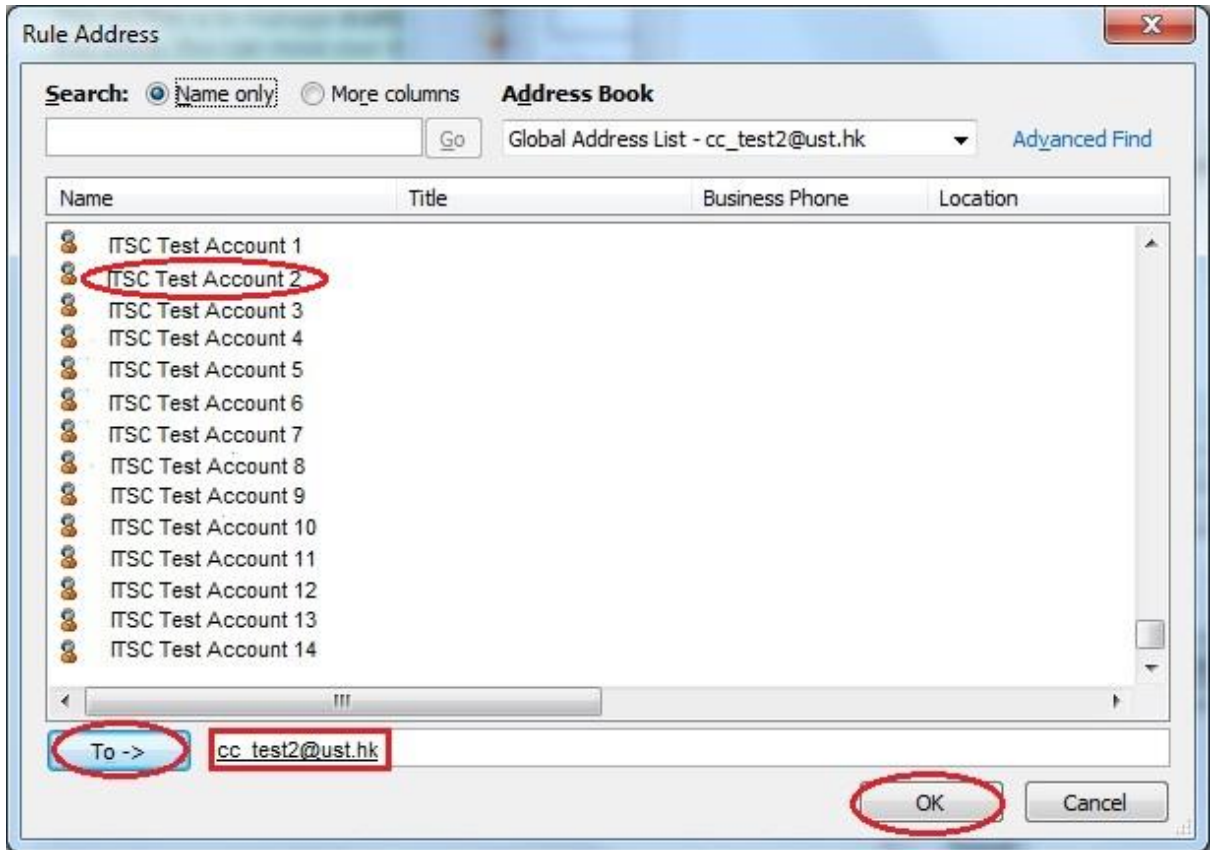 Rule Address
Search: Name only More columns Address Book
Go Global Address List - cc_test2@ust.hk Advanced Find
Name Title Business Phone Location
ITSC Test Account 1
ITSC Test Account 2
ITSC Test Account 3
ITSC Test Account 4
ITSC Test Account 5
ITSC Test Account 6
ITSC Test Account 7
ITSC Test Account 8
ITSC Test Account 9
ITSC Test Account 10
ITSC Test Account 11
ITSC Test Account 12
ITSC Test Account 13
ITSC Test Account 14
To -> cc_test2@ust.hk
OK Cancel